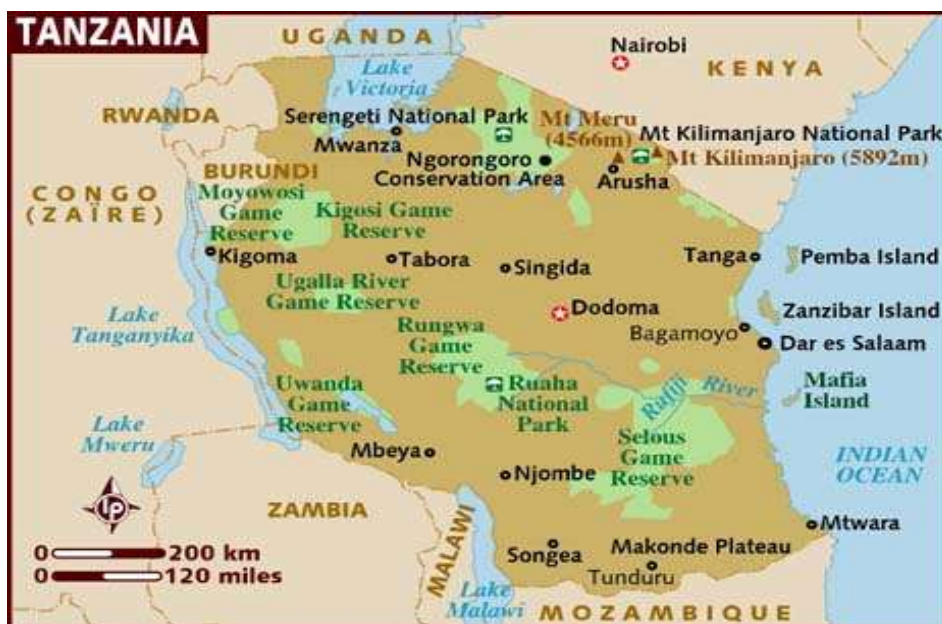 TANZANIA
UGANDA
Nairobi
KENYA
Lake
Victoria
RWANDA
Serengeti National Park
Mwanza
Mt Meru
(4566m)
Mt Kilimanjaro National Park
Mt Kilimanjaro (5892m)
Ngorongoro
Conservation Area
Arusha
BURUNDI
CONGO
(ZAÏRE)
Moyowosi
Game
Reserve
Kigosi Game
Reserve
Kigoma
Tabora
Singida
Tanga
Pemba Island
Ugalla River
Game Reserve
Dodoma
Zanzibar Island
Lake
Tanganyika
Rungwa
Game
Reserve
Bagamoyo
Dar es Salaam
Uwanda
Game
Reserve
Ruaha
National
Park
Rufiji
River
Mafia
Island
Lake
Mweru
Mbeya
Selous
Game
Reserve
INDIAN
OCEAN
Njombe
lp
ZAMBIA
Mtwara
0 200 km
0 120 miles
MALAWI
Songea
Makonde Plateau
Tunduru
Lake
Malawi
MOZAMBIQUE